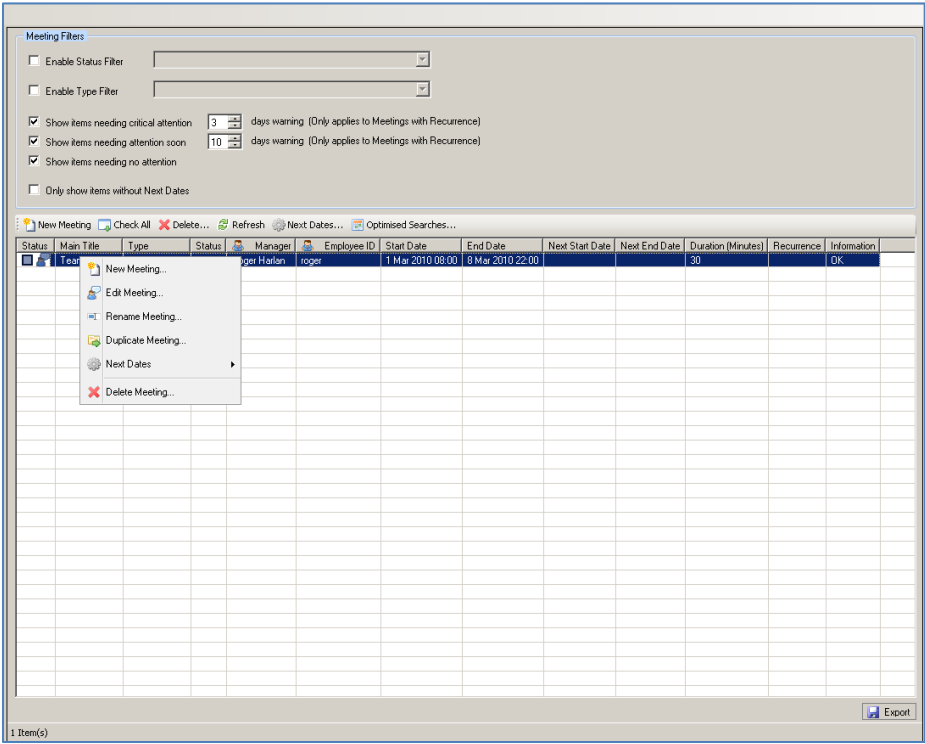 Meeting Filters
Enable Status Filter
Enable Type Filter
Show items needing critical attention 3 days warning (Only applies to Meetings with Recurrence)
Show items needing attention soon 10 days warning (Only applies to Meetings with Recurrence)
Show items needing no attention
Only show items without Next Dates
New Meeting Check All Delete... Refresh Next Dates... Optimised Searches...
Status Main Title Type Status Manager Employee ID Start Date End Date Next Start Date Next End Date Duration (Minutes) Recurrence Information
Harlan roger 1 Mar 2010 08:00 8 Mar 2010 22:00 30 OK
New Meeting...
Edit Meeting...
Rename Meeting...
Duplicate Meeting...
Next Dates
Delete Meeting...
Export
1 Item(s)